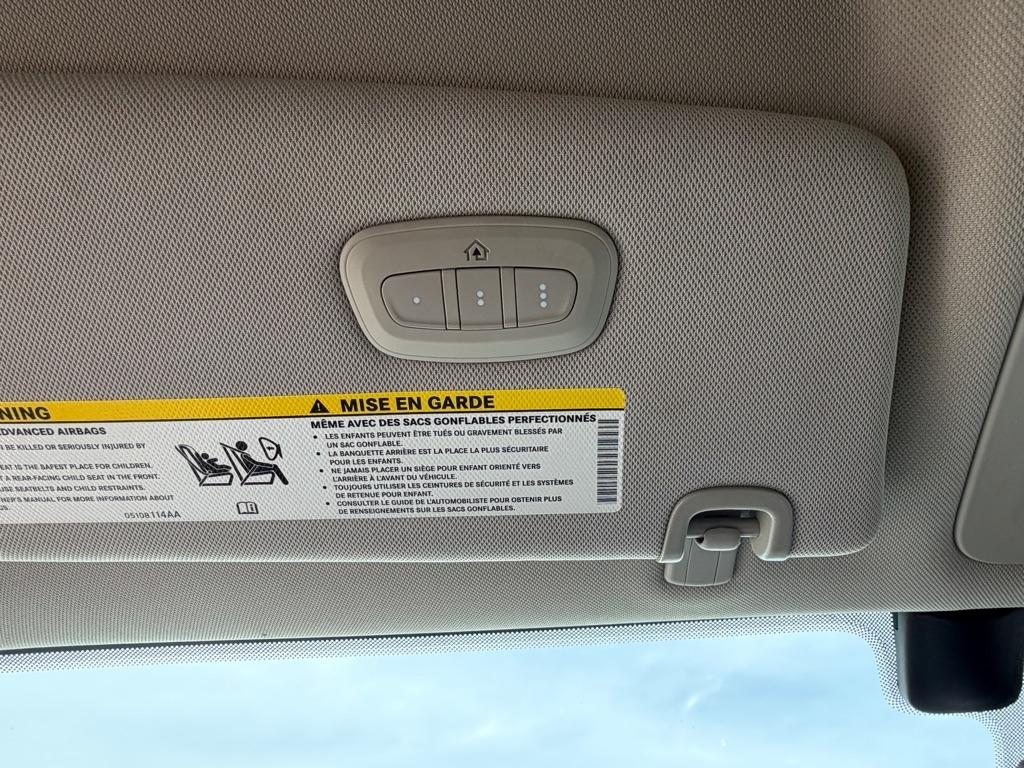 NING
ADVANCED AIRBAGS
BE KILLED OR SERIOUSLY INJURED BY
EAT IS THE SAFEST PLACE FOR CHILDREN.
T A REAR-FACING CHILD SEAT IN THE FRONT.
USE SEATBELTS AND CHILD RESTRAINTS.
NER'S MANUAL FOR MORE INFORMATION ABOUT
GS.
05108114AA
MISE EN GARDE
MÊME AVEC DES SACS GONFLABLES PERFECTIONNÉS
• LES ENFANTS PEUVENT ÊTRE TUÉS OU GRAVEMENT BLESSÉS PAR
UN SAC GONFLABLE.
• LA BANQUETTE ARRIÈRE EST LA PLACE LA PLUS SÉCURITAIRE
POUR LES ENFANTS.
• NE JAMAIS PLACER UN SIÈGE POUR ENFANT ORIENTÉ VERS
L'ARRIÈRE À L'AVANT DU VÉHICULE.
• TOUJOURS UTILISER LES CEINTURES DE SÉCURITÉ ET LES SYSTÈMES
DE RETENUE POUR ENFANT.
• CONSULTER LE GUIDE DE L'AUTOMOBILISTE POUR OBTENIR PLUS
DE RENSEIGNEMENTS SUR LES SACS GONFLABLES.